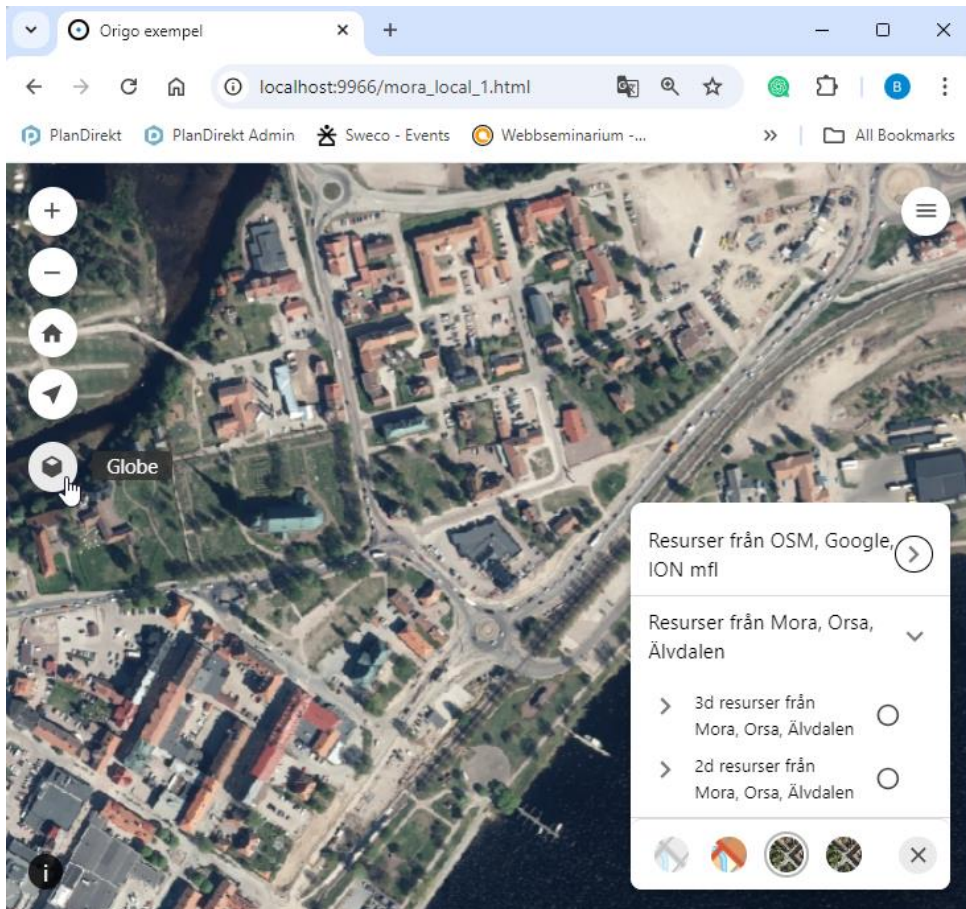 Origo exempel
localhost:9966/mora_local_1.html
B
PlanDirekt
PlanDirekt Admin
Sweco - Events
Webbseminarium -...
All Bookmarks
Globe
Resurser från OSM, Google,
ION mfl
Resurser från Mora, Orsa,
Älvdalen
3d resurser från
Mora, Orsa, Älvdalen
2d resurser från
Mora, Orsa, Älvdalen
i